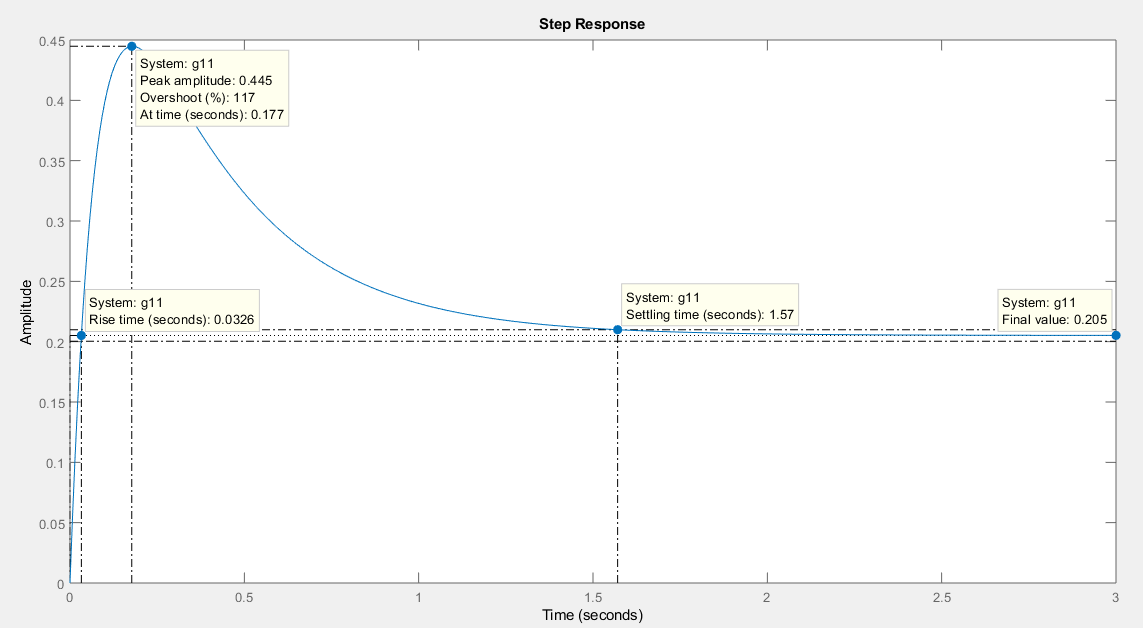 Step Response
Amplitude
0.45
0.4
0.35
0.3
0.25
0.2
0.15
0.1
0.05
0
System: g11
Peak amplitude: 0.445
Overshoot (%): 117
At time (seconds): 0.177
System: g11
Rise time (seconds): 0.0326
System: g11
Settling time (seconds): 1.57
System: g11
Final value: 0.205
0 0.5 1 1.5 2 2.5 3
Time (seconds)